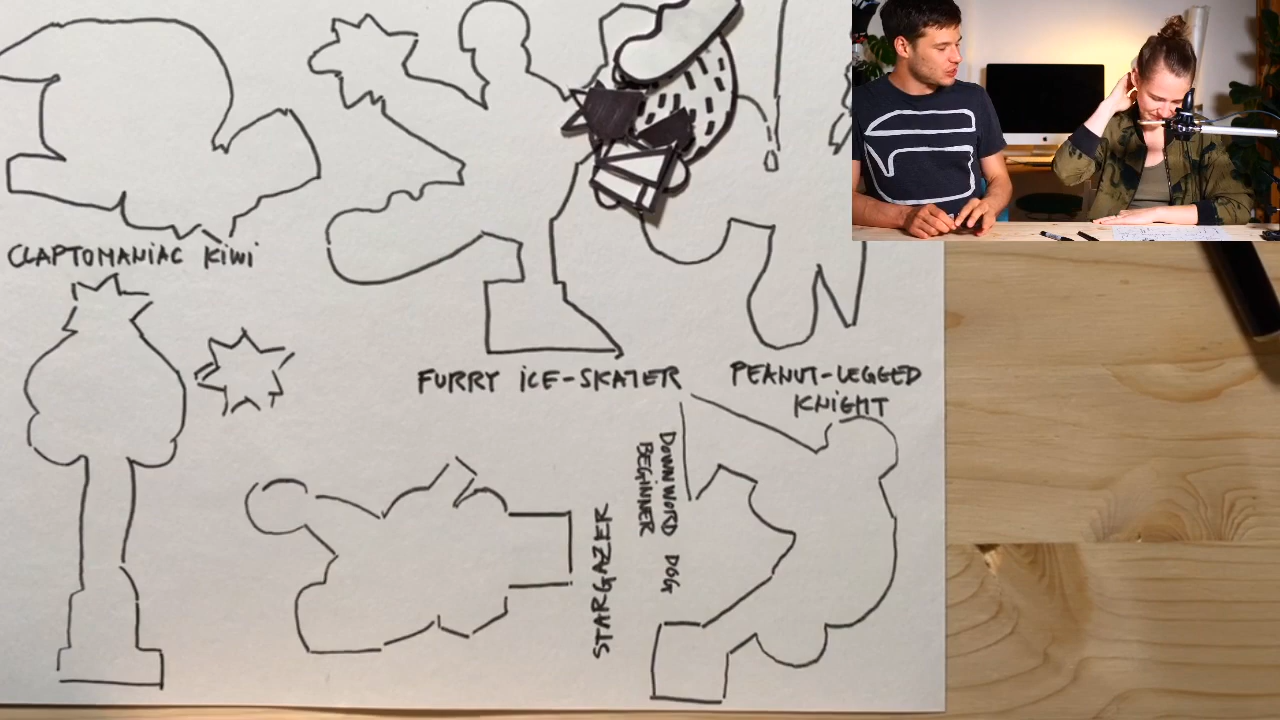 CLAPTOMANIAC KIWI
FURRY ICE-SKATER
PEANUT-LEGGED
KNIGHT
DOWNWORD DOG
BEGINNER
STARGAZER